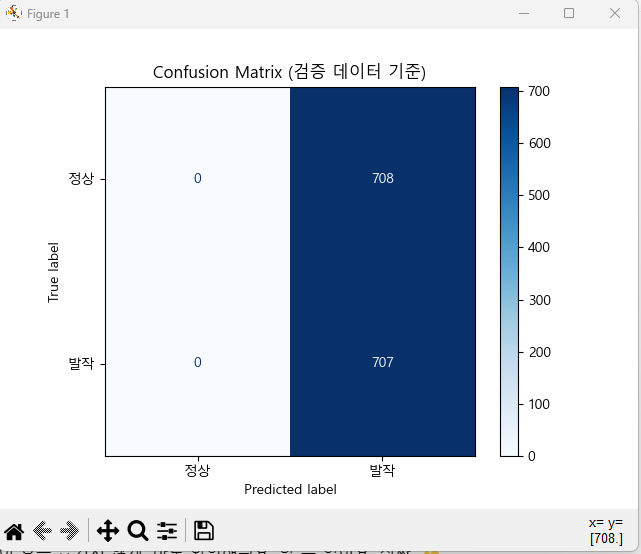 Figure 1
Confusion Matrix (검증 데이터 기준)
정상
0
708
True label
발작
0
707
정상
발작
Predicted label
700
600
500
400
300
200
100
0
x= y=
[708.]